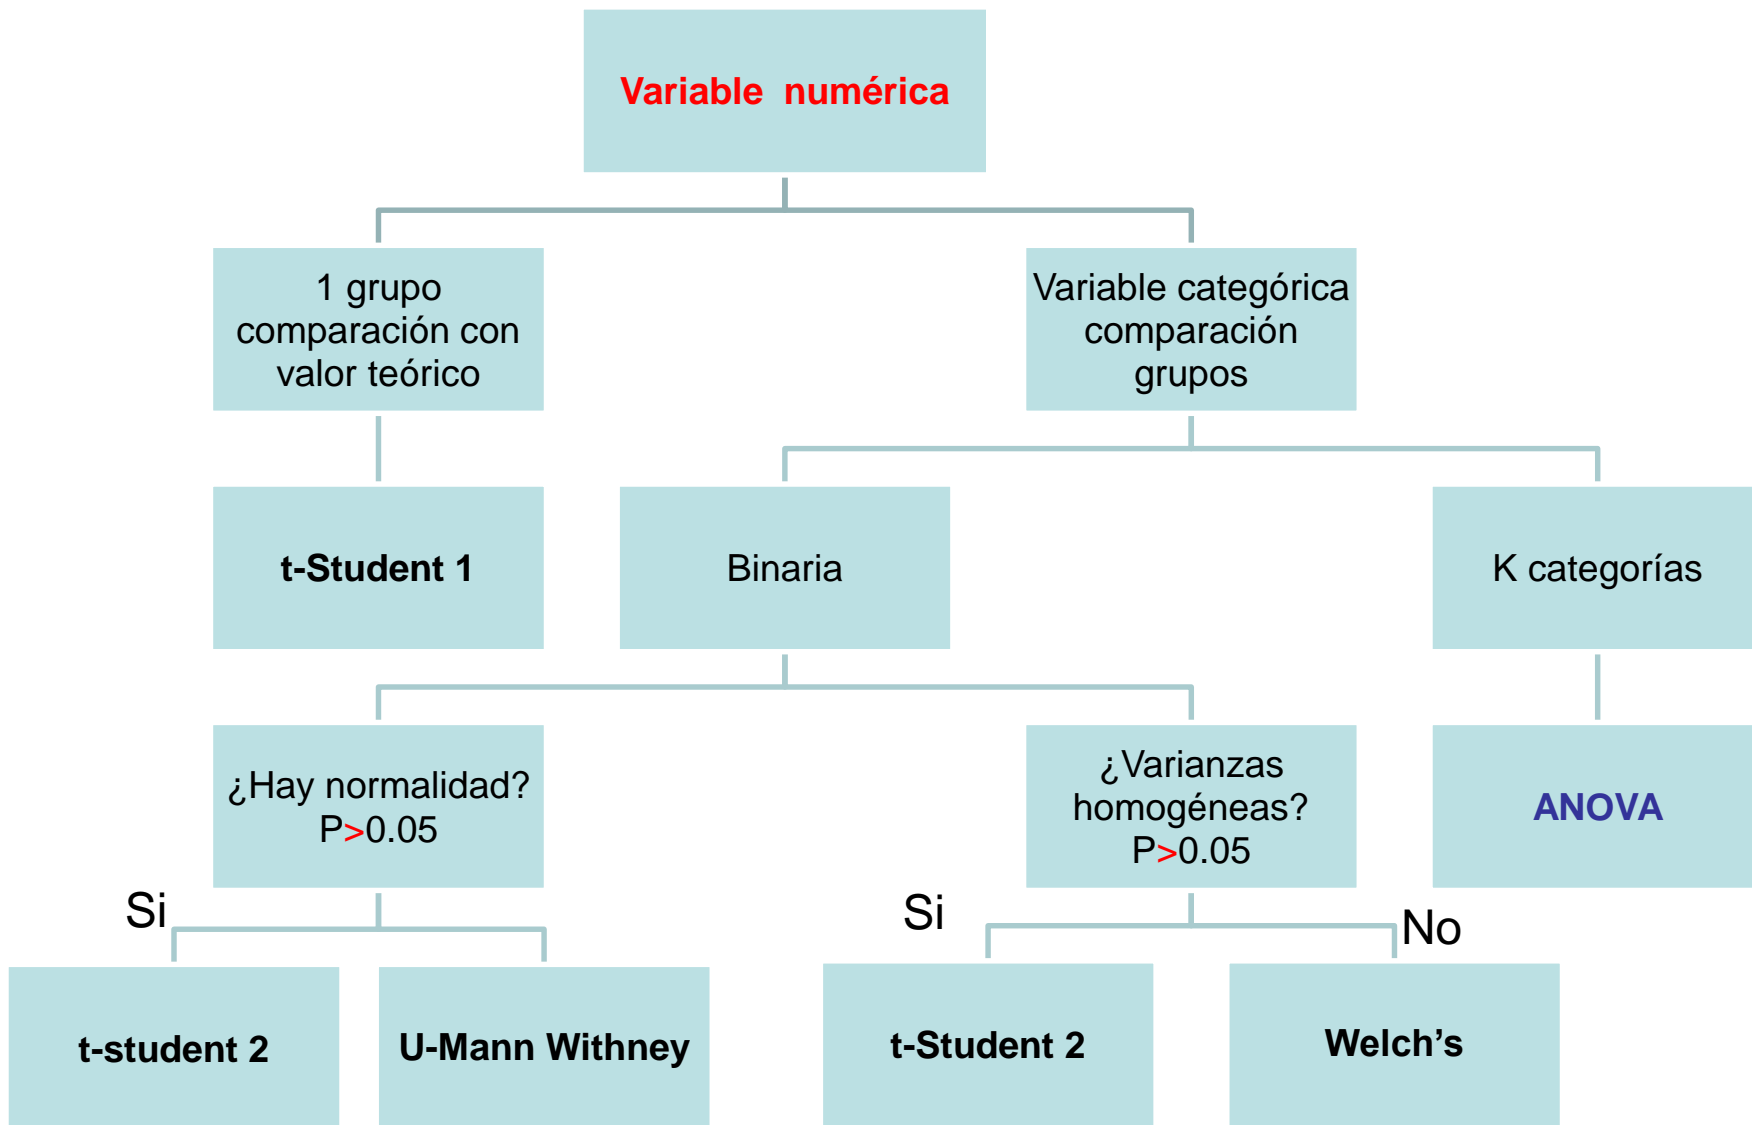 Variable  numérica
1 grupo
comparación con
valor teórico
Variable categórica
comparación
grupos
t-Student 1
Binaria
K categorías
¿Hay normalidad?
P>0.05
¿Varianzas
homogéneas?
P>0.05
ANOVA
Si
Si
No
t-student 2
U-Mann Withney
t-Student 2
Welch’s